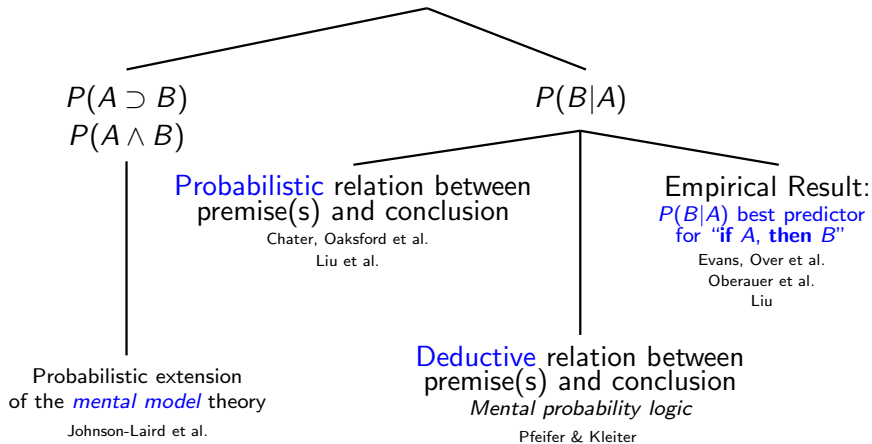 P(A ⊃ B)
P(A ∧ B)
P(B|A)
Probabilistic relation between
premise(s) and conclusion
Chater, Oaksford et al.
Liu et al.
Empirical Result:
P(B|A) best predictor
for “if A, then B”
Evans, Over et al.
Oberauer et al.
Liu
Probabilistic extension
of the mental model theory
Johnson-Laird et al.
Deductive relation between
premise(s) and conclusion
Mental probability logic
Pfeifer & Kleiter